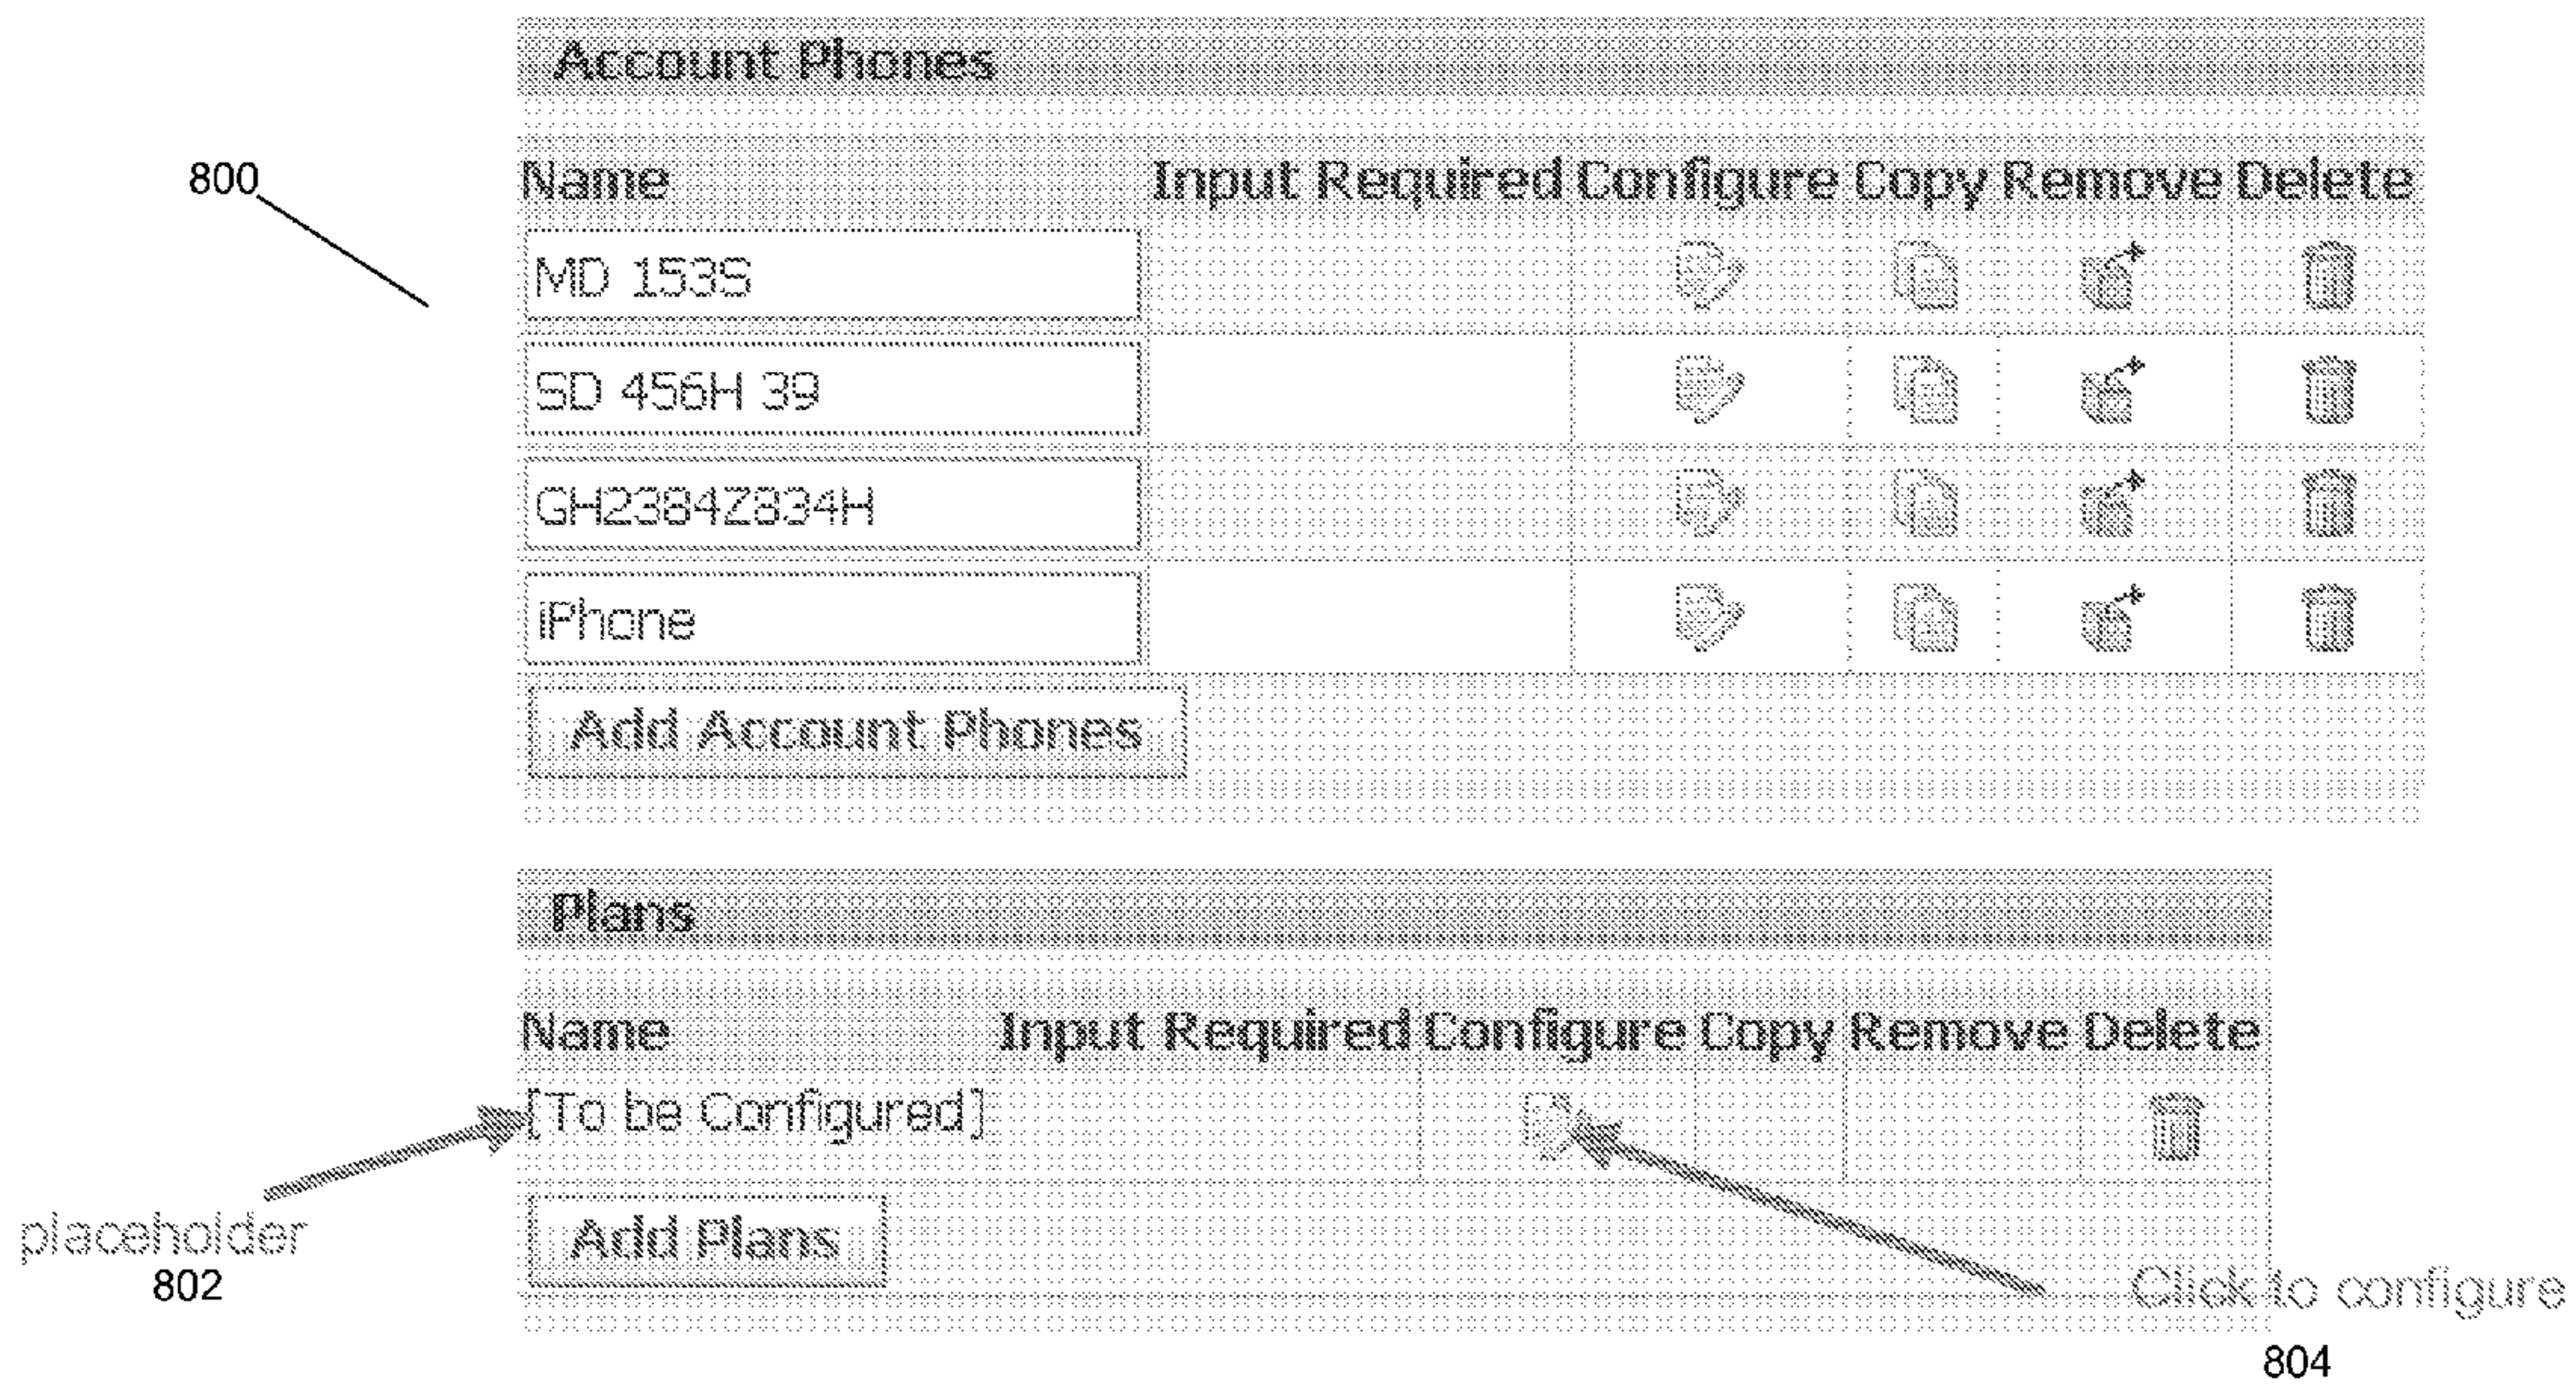 Account Phones
800
Name Input Required Configure Copy Remove Delete
MD 153S
SD 456H 39
GH2384Z834H
iPhone
Add Account Phones
Plans
Name Input Required Configure Copy Remove Delete
[To be Configured]
placeholder
802
Add Plans
Click to configure
804